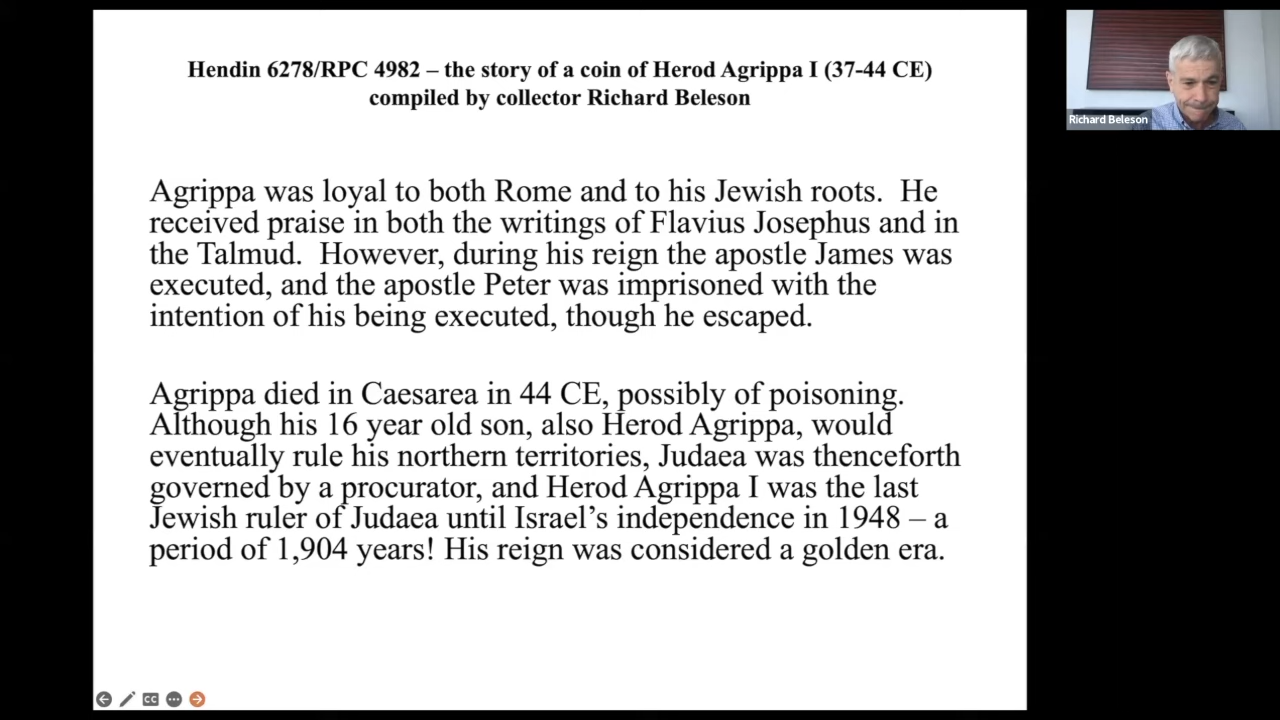 Hendin 6278/RPC 4982 – the story of a coin of Herod Agrippa I (37-44 CE)
compiled by collector Richard Beleson
Agrippa was loyal to both Rome and to his Jewish roots.  He
received praise in both the writings of Flavius Josephus and in
the Talmud.  However, during his reign the apostle James was
executed, and the apostle Peter was imprisoned with the
intention of his being executed, though he escaped.
Agrippa died in Caesarea in 44 CE, possibly of poisoning.
Although his 16 year old son, also Herod Agrippa, would
eventually rule his northern territories, Judaea was thenceforth
governed by a procurator, and Herod Agrippa I was the last
Jewish ruler of Judaea until Israel’s independence in 1948 – a
period of 1,904 years! His reign was considered a golden era.
Richard Beleson
CC